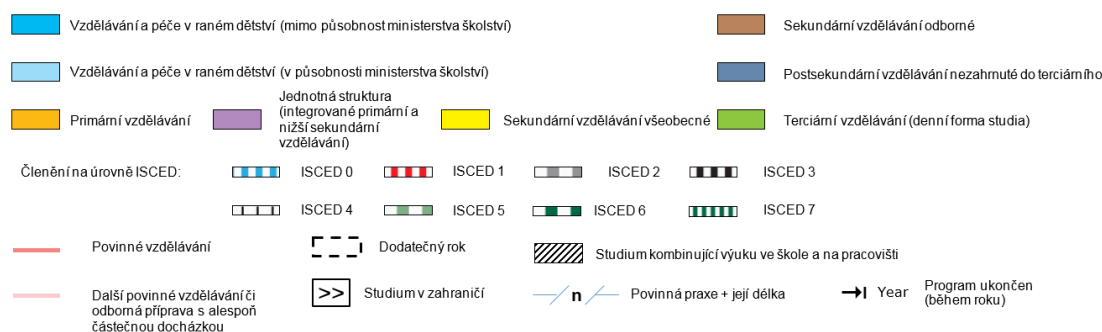 Vzdělávání a péče v raném dětství (mimo působnost ministerstva školství)
Sekundární vzdělávání odborné
Vzdělávání a péče v raném dětství (v působnosti ministerstva školství)
Postsekundární vzdělávání nezahrnuté do terciárního
Primární vzdělávání
Jednotná struktura
(integrované primární a
nižší sekundární
vzdělávání)
Sekundární vzdělávání všeobecné
Terciární vzdělávání (denní forma studia)
Členění na úrovně ISCED:
ISCED 0
ISCED 1
ISCED 2
ISCED 3
ISCED 4
ISCED 5
ISCED 6
ISCED 7
Povinné vzdělávání
Dodatečný rok
Studium kombinující výuku ve škole a na pracovišti
Další povinné vzdělávání či
odborná příprava s alespoň
částečnou docházkou
>>
Studium v zahraničí
n
Povinná praxe + její délka
Year
Program ukončen
(během roku)